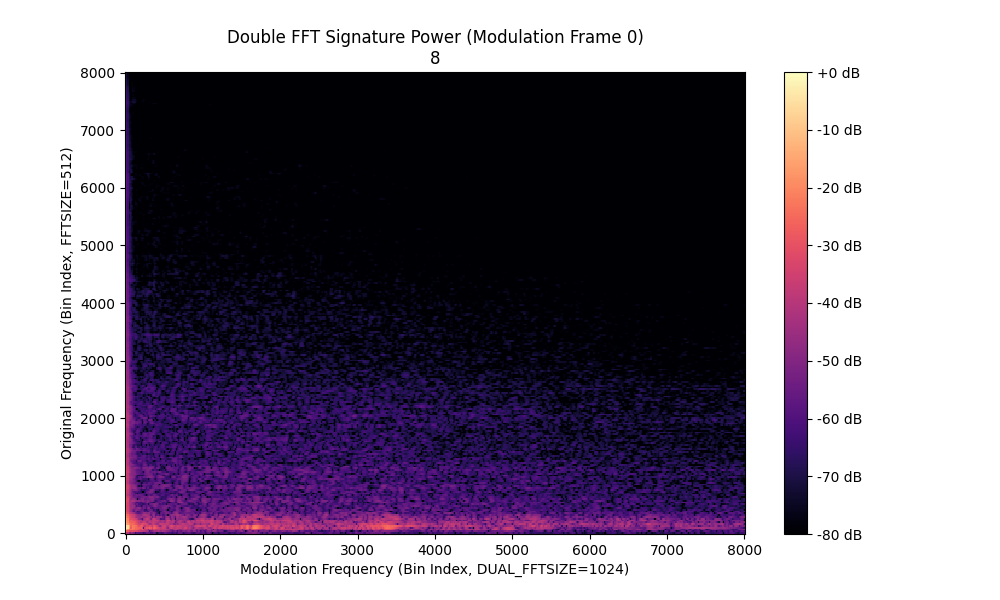 Double FFT Signature Power (Modulation Frame 0)
8
8000
7000
6000
5000
4000
3000
2000
1000
0
Original Frequency (Bin Index, FFTSIZE=512)
0 1000 2000 3000 4000 5000 6000 7000 8000
Modulation Frequency (Bin Index, DUAL_FFTSIZE=1024)
+0 dB
-10 dB
-20 dB
-30 dB
-40 dB
-50 dB
-60 dB
-70 dB
-80 dB